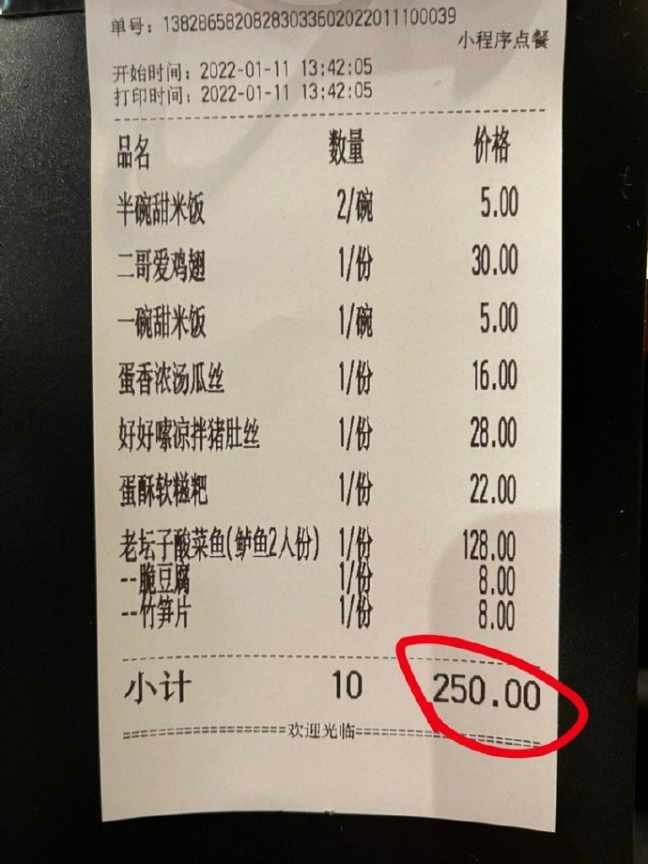 单号：138286582082830336020220111000​39
小程序点餐
开始时间：2022-01-11 13:42:05
打印时间：2022-01-11 13:42:05
品名 数量 价格
半碗甜米饭 2/碗 5.00
二哥爱鸡翅 1/份 30.00
一碗甜米饭 1/碗 5.00
蛋香浓汤瓜丝 1/份 16.00
好好嗦凉拌猪肚丝 1/份 28.00
蛋酥软糍粑 1/份 22.00
老坛子酸菜鱼(鲈鱼2人份) 1/份 128.00
--脆豆腐 1/份 8.00
--竹笋片 1/份 8.00
小计 10 250.00
欢迎光临